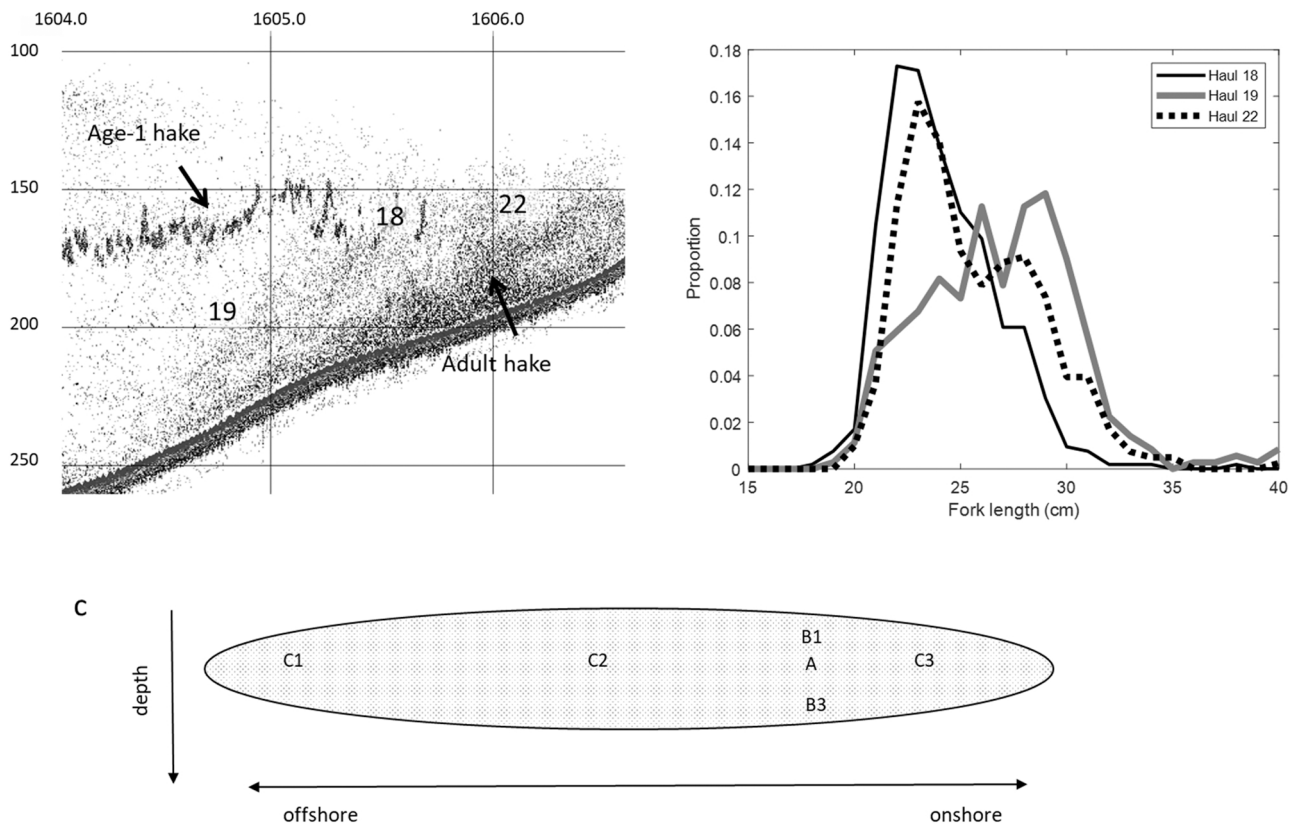 1604.0 1605.0 1606.0
100
150
200
250
Age-1 hake
18
22
19
Adult hake
0.18
0.16
0.14
0.12
0.1
0.08
0.06
0.04
0.02
0
Proportion
15 20 25 30 35 40
Fork length (cm)
Haul 18
Haul 19
Haul 22
C
depth
C1 C2 B1 C3
A
B3
offshore onshore